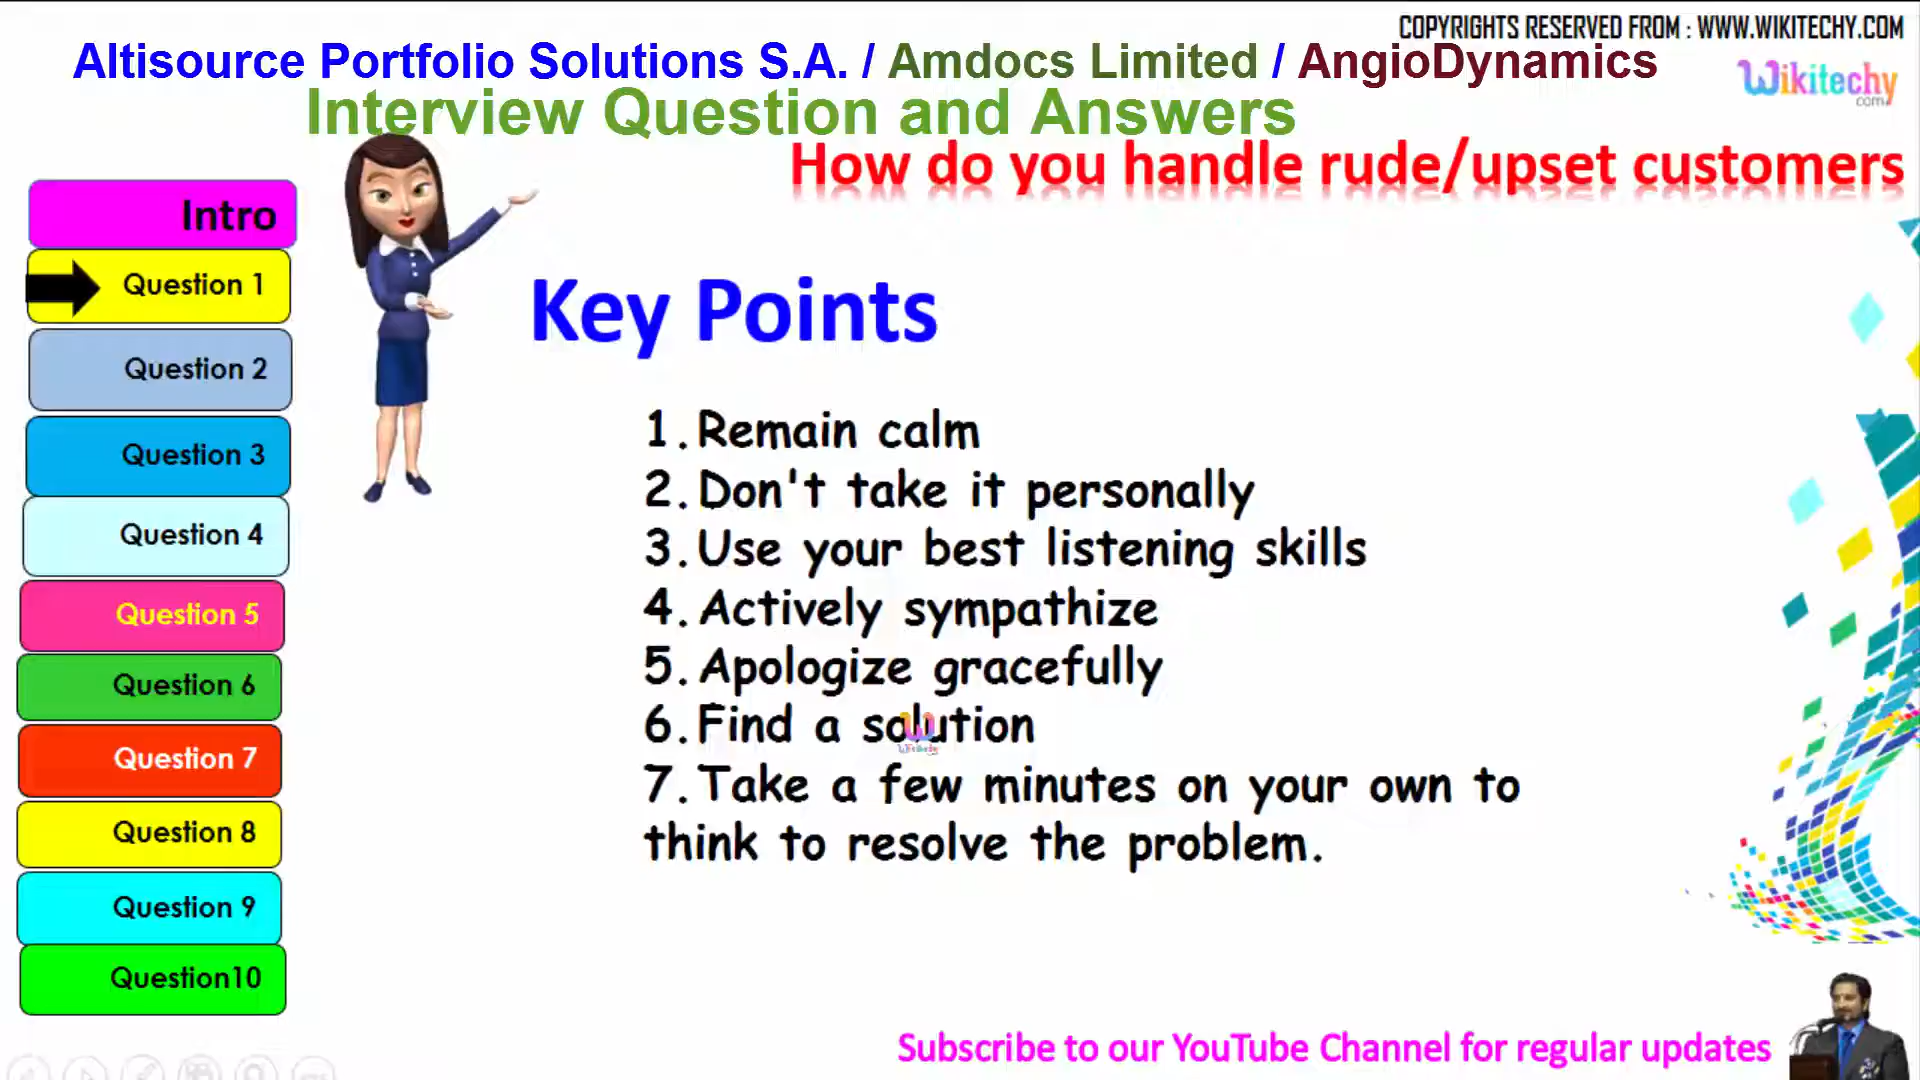 COPYRIGHTS RESERVED FROM : WWW.WIKITECHY.COM
Altisource Portfolio Solutions S.A. / Amdocs Limited / AngioDynamics
Wikitechy
.com
Interview Question and Answers
How do you handle rude/upset customers
Intro
Question 1
Question 2
Question 3
Question 4
Question 5
Question 6
Question 7
Question 8
Question 9
Question10
Key Points
1. Remain calm
2. Don't take it personally
3. Use your best listening skills
4. Actively sympathize
5. Apologize gracefully
6. Find a solution
Wikitechy
7. Take a few minutes on your own to
think to resolve the problem.
Subscribe to our YouTube Channel for regular updates